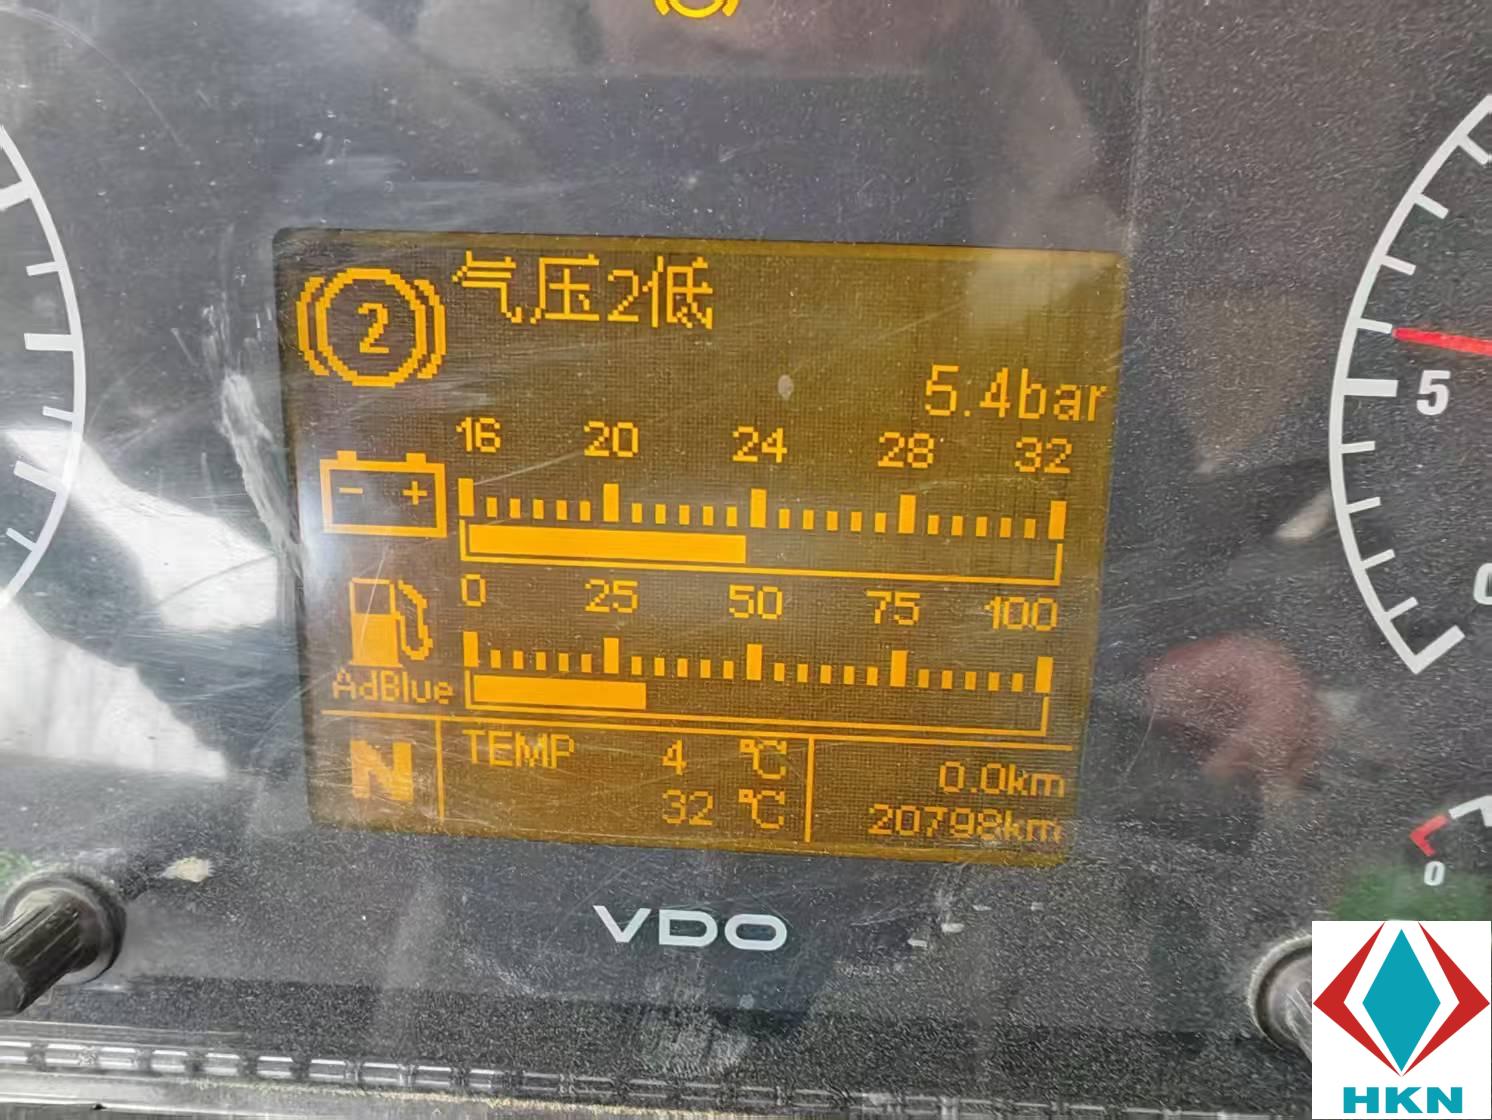 气压2低
2
5.4bar
16 20 24 28 32
- +
0 25 50 75 100
AdBlue
N
TEMP 4 ℃
32 ℃
0.0km
20798km
VDO
5
0
0
HKN